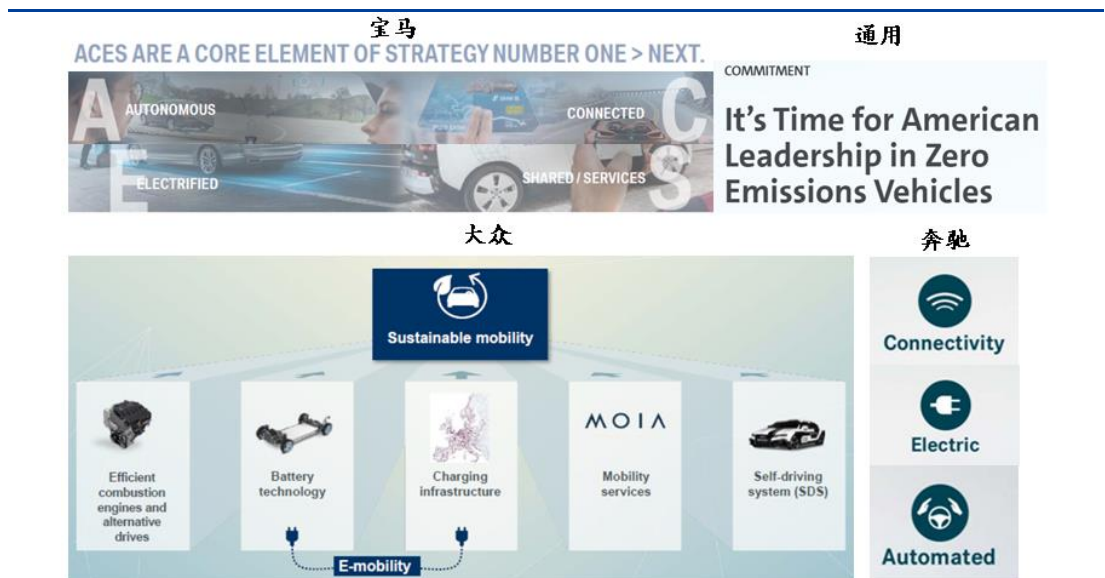 宝马
ACES ARE A CORE ELEMENT OF STRATEGY NUMBER ONE > NEXT.
A
AUTONOMOUS
CONNECTED
C
E
ELECTRIFIED
SHARED / SERVICES
S
通用
COMMITMENT
It's Time for American
Leadership in Zero
Emissions Vehicles
大众
Sustainable mobility
Efficient
combustion
engines and
alternative
drives
Battery
technology
Charging
infrastructure
MOIA
Mobility
services
Self-driving
system (SDS)
E-mobility
奔驰
Connectivity
Electric
Automated